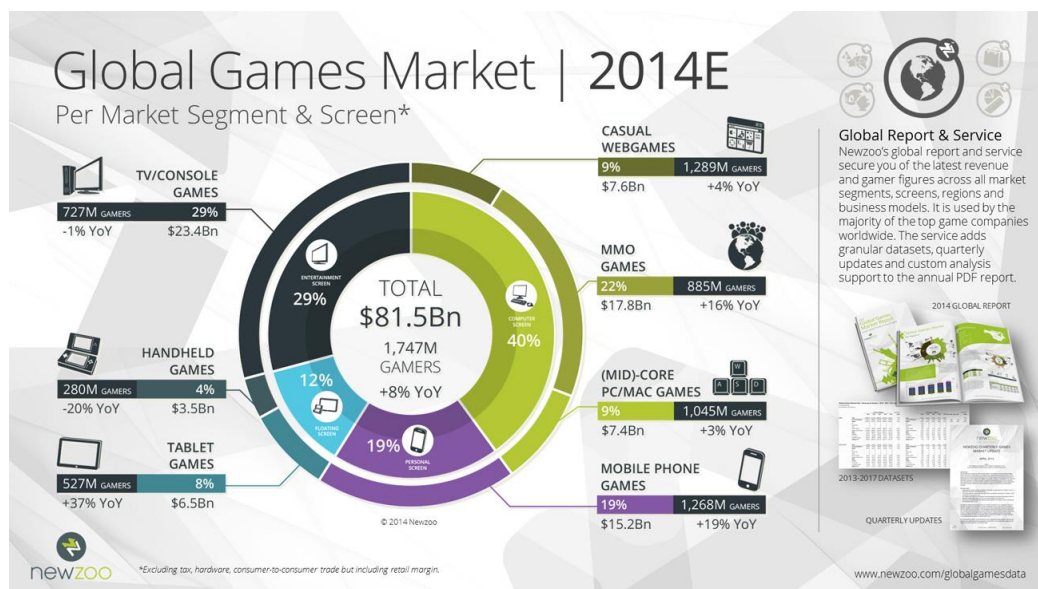 Global Games Market | 2014E
Per Market Segment & Screen*
TV/CONSOLE
GAMES
727M GAMERS 29%
-1% YoY $23.4Bn
HANDHELD
GAMES
280M GAMERS 4%
-20% YoY $3.5Bn
TABLET
GAMES
527M GAMERS 8%
+37% YoY $6.5Bn
ENTERTAINMENT
SCREEN
29%
12%
FLOATING
SCREEN
19%
PERSONAL
SCREEN
COMPUTER
SCREEN
40%
TOTAL
$81.5Bn
1,747M
GAMERS
+8% YoY
© 2014 Newzoo
CASUAL
WEBGAMES
9% 1,289M GAMERS
$7.6Bn +4% YoY
MMO
GAMES
22% 885M GAMERS
$17.8Bn +16% YoY
(MID)-CORE
PC/MAC GAMES
W
A S D
9% 1,045M GAMERS
$7.4Bn +3% YoY
MOBILE PHONE
GAMES
19% 1,268M GAMERS
$15.2Bn +19% YoY
Global Report & Service
Newzoo's global report and service
secure you of the latest revenue
and gamer figures across all market
segments, screens, regions and
business models. It is used by the
majority of the top game companies
worldwide. The service adds
granular datasets, quarterly
updates and custom analysis
support to the annual PDF report.
2014 GLOBAL REPORT
2013-2017 DATASETS
QUARTERLY UPDATES
newzoo
*Excluding tax, hardware, consumer-to-consumer trade but including retail margin.
www.newzoo.com/globalgamesdata